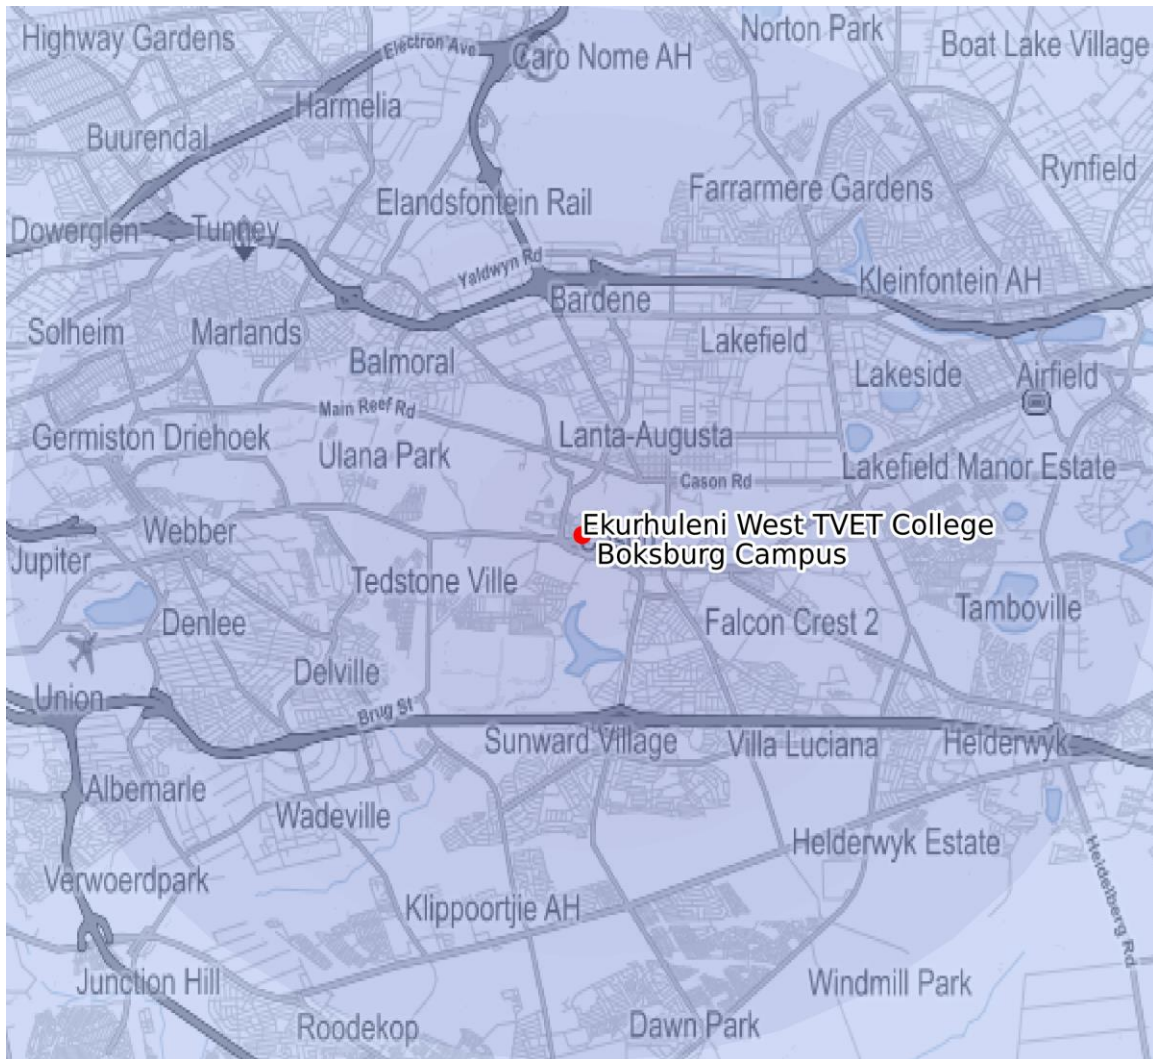 Highway Gardens
Electron Ave
Caro Nome AH
Norton Park
Boat Lake Village
Harmelia
Buurendal
Rynfield
Farrarmere Gardens
Elandsfontein Rail
Dowerglen
Tunney
Yaldwyn Rd
Kleinfontein AH
Bardene
Solheim
Marlands
Lakefield
Balmoral
Lakeside
Airfield
Main Reef Rd
Germiston Driehoek
Lanta-Augusta
Ulana Park
Lakefield Manor Estate
Cason Rd
Webber
Ekurhuleni West TVET College
Boksburg Campus
Jupiter
Tedstone Ville
Tamboville
Denlee
Falcon Crest 2
Delville
Union
Brug St
Sunward Village
Villa Luciana
Helderwyk
Albemarle
Wadeville
Helderwyk Estate
Verwoerdpark
Klippoortjie AH
Heidelberg Rd
Junction Hill
Windmill Park
Roodekop
Dawn Park